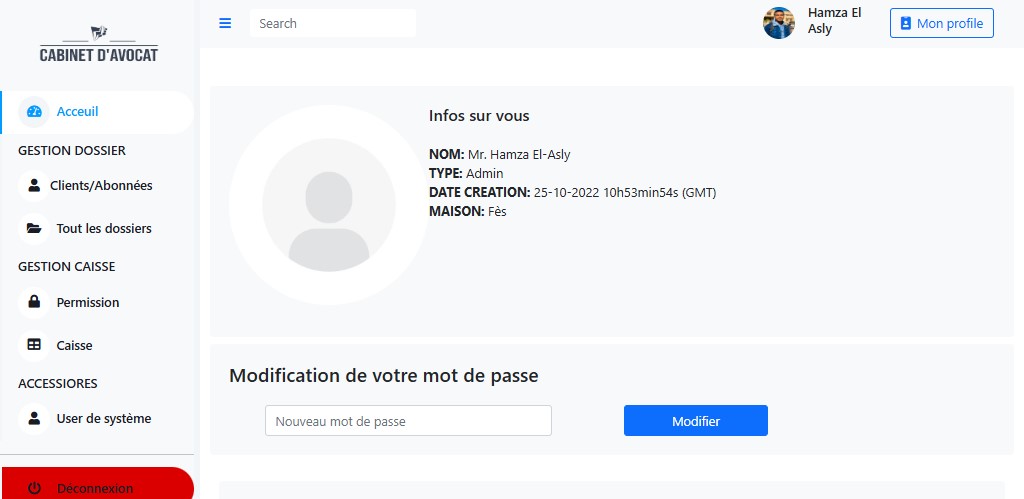 CABINET D'AVOCAT
Search
Hamza El
Asly
Mon profile
Acceuil
GESTION DOSSIER
Clients/Abonnées
Tout les dossiers
GESTION CAISSE
Permission
Caisse
ACCESSIORES
User de système
Déconnexion
Infos sur vous
NOM: Mr. Hamza El-Asly
TYPE: Admin
DATE CREATION: 25-10-2022 10h53min54s (GMT)
MAISON: Fès
Modification de votre mot de passe
Nouveau mot de passe
Modifier